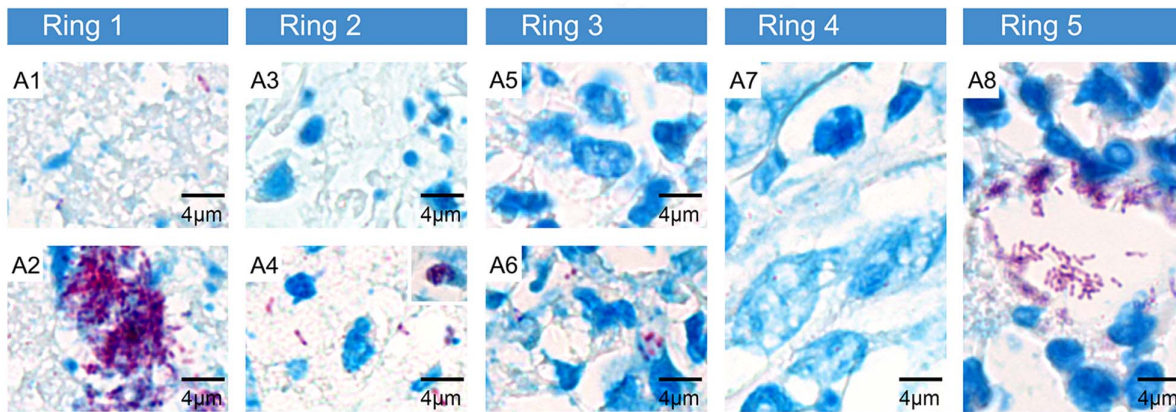 Ring 1 Ring 2 Ring 3 Ring 4 Ring 5
A1 A3 A5 A7 A8
4µm 4µm 4µm
A2 A4 A6
4µm 4µm 4µm 4µm 4µm